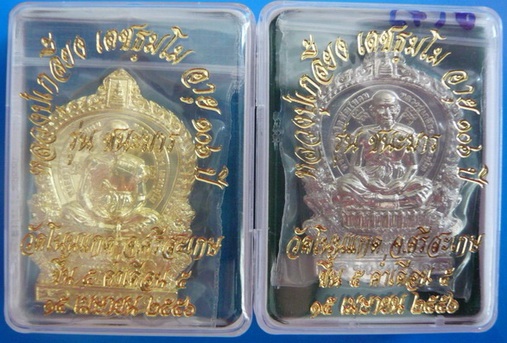 หลวงปู่เกลี้ยง เตชธมฺโม อายุ ๑๐๖ ปี
รุ่น ชนะมาร
วัดโนนแกด จ.ศรีสะเกษ
ขึ้น ๕ ค่ำเดือน ๕
๑๕ เมษายน ๒๕๕๖
หลวงปู่เกลี้ยง เตชธมฺโม อายุ ๑๐๖ ปี
รุ่น ชนะมาร
วัดโนนแกด จ.ศรีสะเกษ
ขึ้น ๕ ค่ำเดือน ๕
๑๕ เมษายน ๒๕๕๖